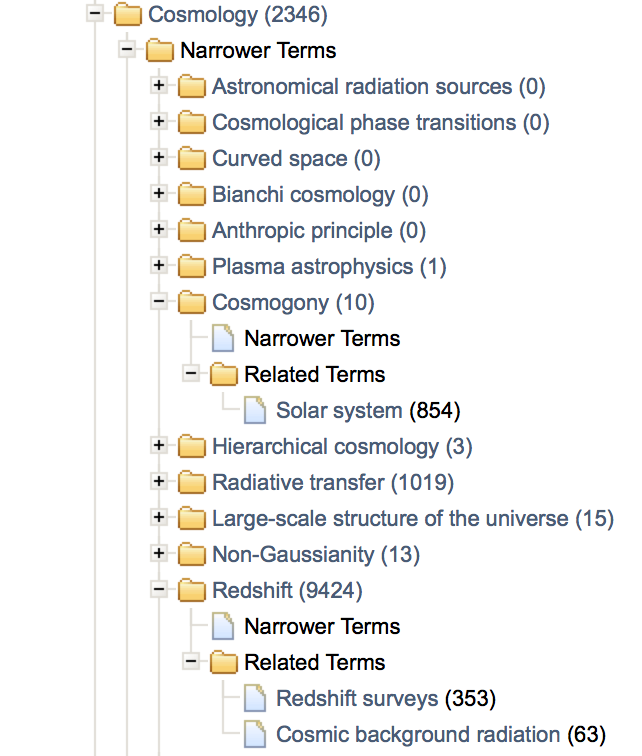 Cosmology (2346)
Narrower Terms
Astronomical radiation sources (0)
Cosmological phase transitions (0)
Curved space (0)
Bianchi cosmology (0)
Anthropic principle (0)
Plasma astrophysics (1)
Cosmogony (10)
Narrower Terms
Related Terms
Solar system (854)
Hierarchical cosmology (3)
Radiative transfer (1019)
Large-scale structure of the universe (15)
Non-Gaussianity (13)
Redshift (9424)
Narrower Terms
Related Terms
Redshift surveys (353)
Cosmic background radiation (63)